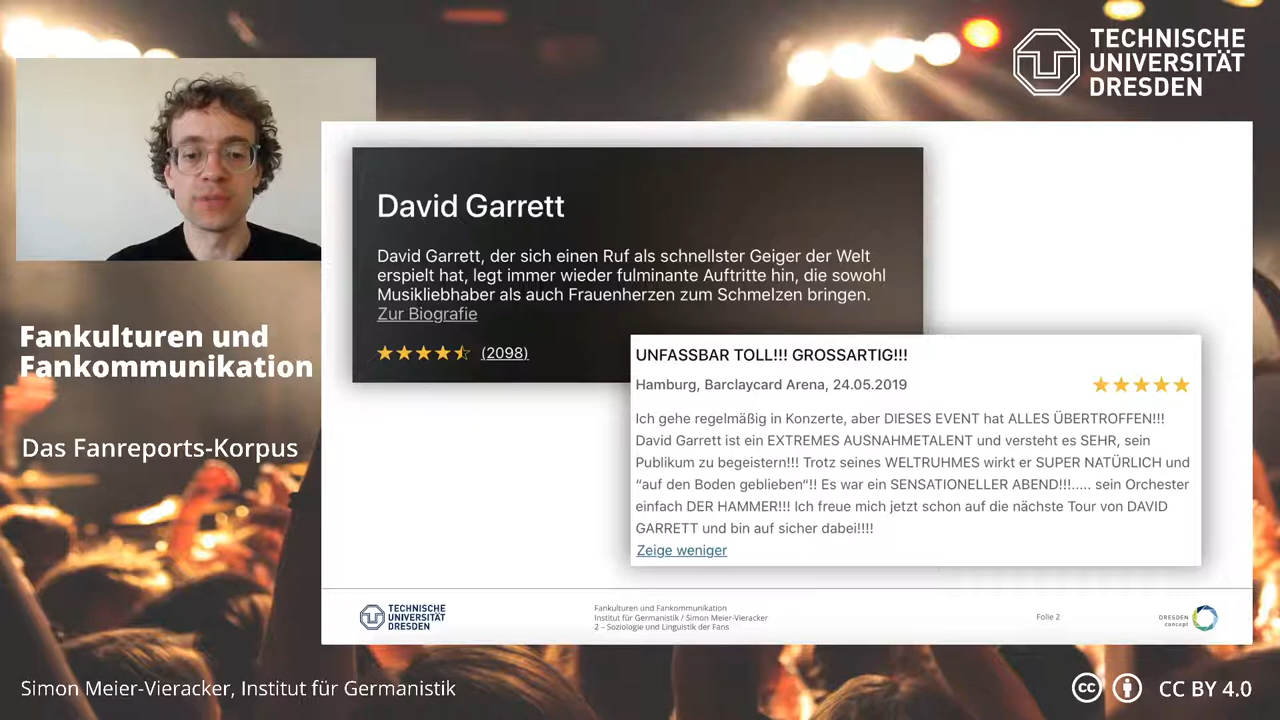 TECHNISCHE
UNIVERSITÄT
DRESDEN
Fankulturen und
Fankommunikation
Das Fanreports-Korpus
David Garrett
David Garrett, der sich einen Ruf als schnellster Geiger der Welt
erspielt hat, legt immer wieder fulminante Auftritte hin, die sowohl
Musikliebhaber als auch Frauenherzen zum Schmelzen bringen.
Zur Biografie
(2098)
UNFASSBAR TOLL!!! GROSSARTIG!!!
Hamburg, Barclaycard Arena, 24.05.2019
Ich gehe regelmäßig in Konzerte, aber DIESES EVENT hat ALLES ÜBERTROFFEN!!!
David Garrett ist ein EXTREMES AUSNAHMETALENT und versteht es SEHR, sein
Publikum zu begeistern!!! Trotz seines WELTRUHMES wirkt er SUPER NATÜRLICH und
“auf den Boden geblieben“!! Es war ein SENSATIONELLER ABEND!!!..... sein Orchester
einfach DER HAMMER!!! Ich freue mich jetzt schon auf die nächste Tour von DAVID
GARRETT und bin auf sicher dabei!!!!
Zeige weniger
TECHNISCHE
UNIVERSITÄT
DRESDEN
Fankulturen und Fankommunikation
Institut für Germanistik / Simon Meier-Vieracker
2 – Soziologie und Linguistik der Fans
Folie 2
DRESDEN
concept
Simon Meier-Vieracker, Institut für Germanistik
cc
CC BY 4.0